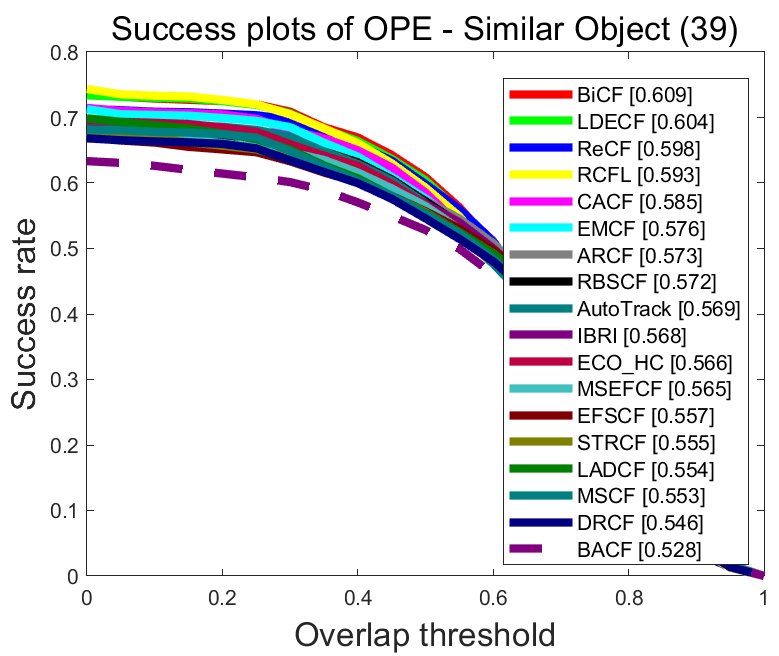 Success plots of OPE - Similar Object (39)
0.8
0.7
0.6
0.5
0.4
0.3
0.2
0.1
0
Success rate
BiCF [0.609]
LDECF [0.604]
ReCF [0.598]
RCFL [0.593]
CACF [0.585]
EMCF [0.576]
ARCF [0.573]
RBSCF [0.572]
AutoTrack [0.569]
IBRI [0.568]
ECO_HC [0.566]
MSEFCF [0.565]
EFSCF [0.557]
STRCF [0.555]
LADCF [0.554]
MSCF [0.553]
DRCF [0.546]
BACF [0.528]
0 0.2 0.4 0.6 0.8 1
Overlap threshold